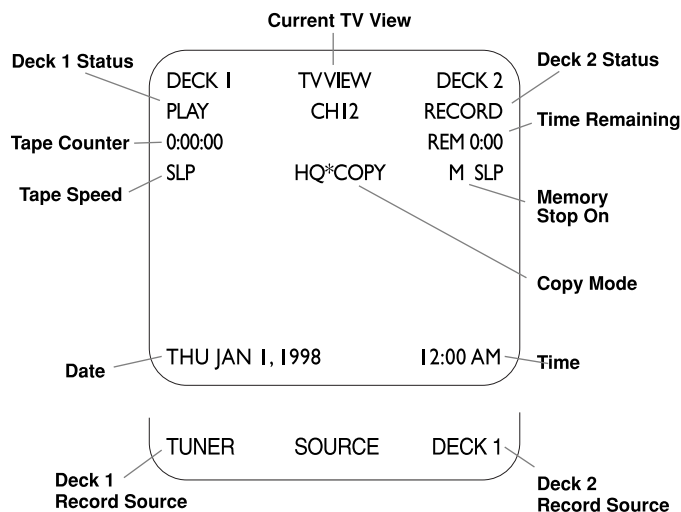 Current TV View
Deck 1 Status
Deck 2 Status
DECK 1 TV VIEW DECK 2
PLAY CH12 RECORD
Time Remaining
Tape Counter 0:00:00 REM 0:00
SLP HQ*COPY M SLP
Tape Speed
Memory
Stop On
Copy Mode
THU JAN 1, 1998 12:00 AM
Date
Time
TUNER SOURCE DECK 1
Deck 1
Record Source
Deck 2
Record Source